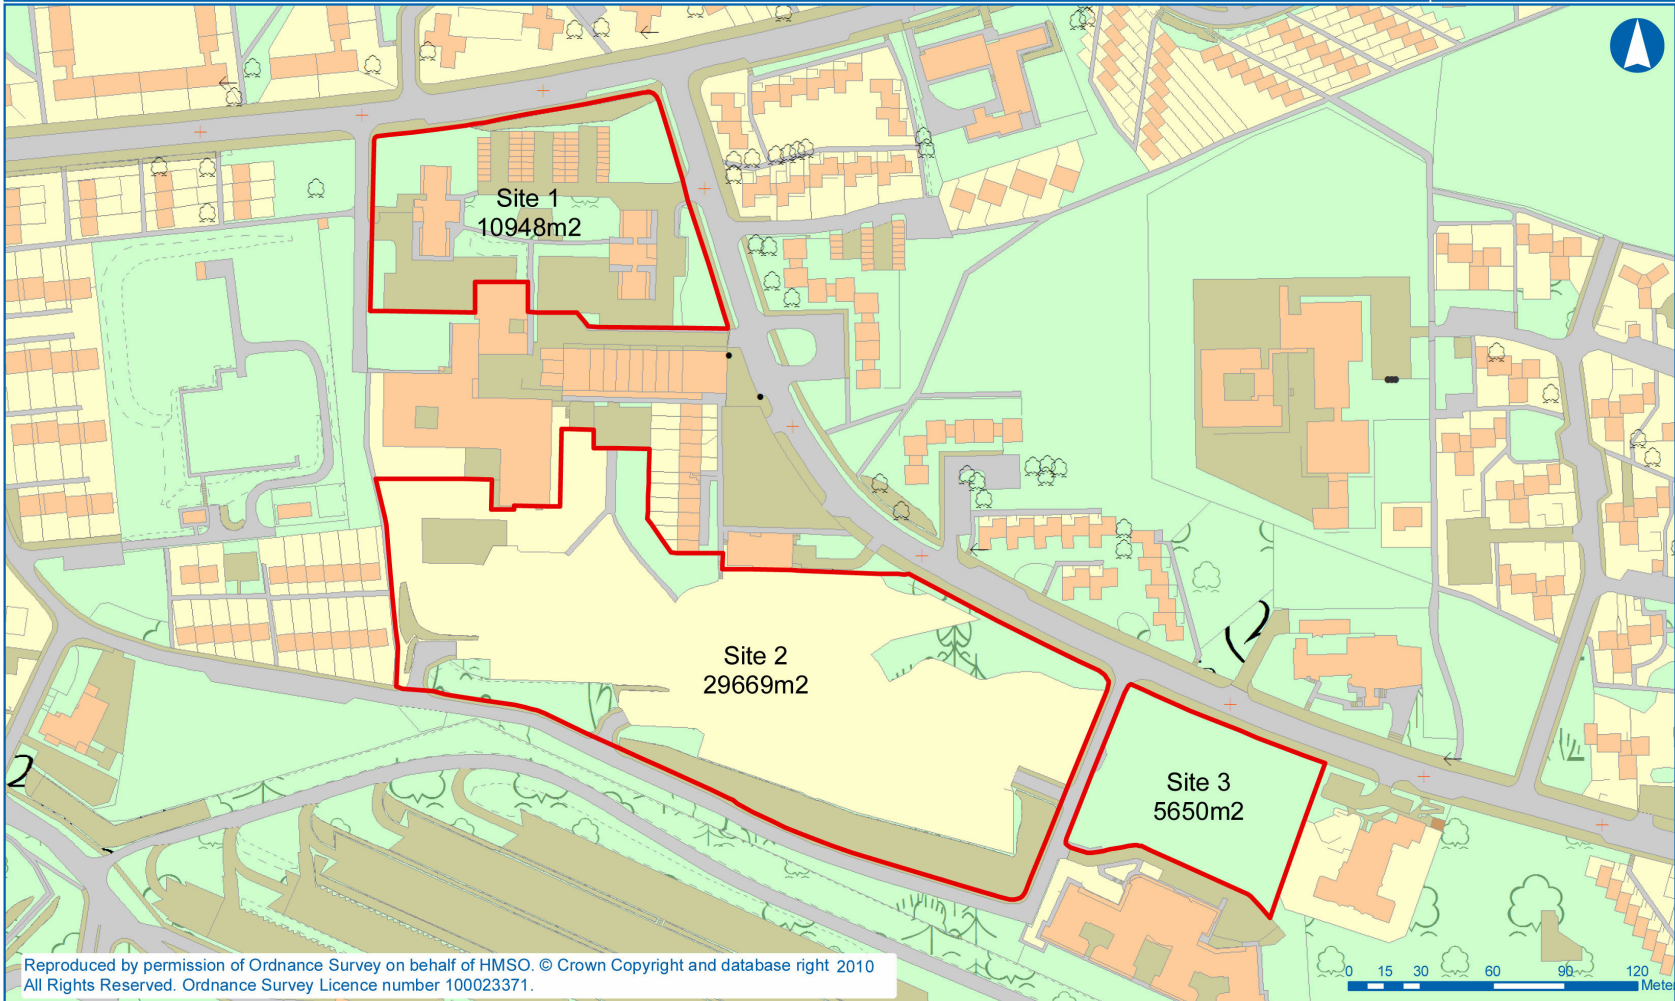 Site 1
10948m2
Site 2
29669m2
Site 3
5650m2
Reproduced by permission of Ordnance Survey on behalf of HMSO. © Crown Copyright and database right 2010
All Rights Reserved. Ordnance Survey Licence number 100023371.
0 15 30 60 90 120
Meter